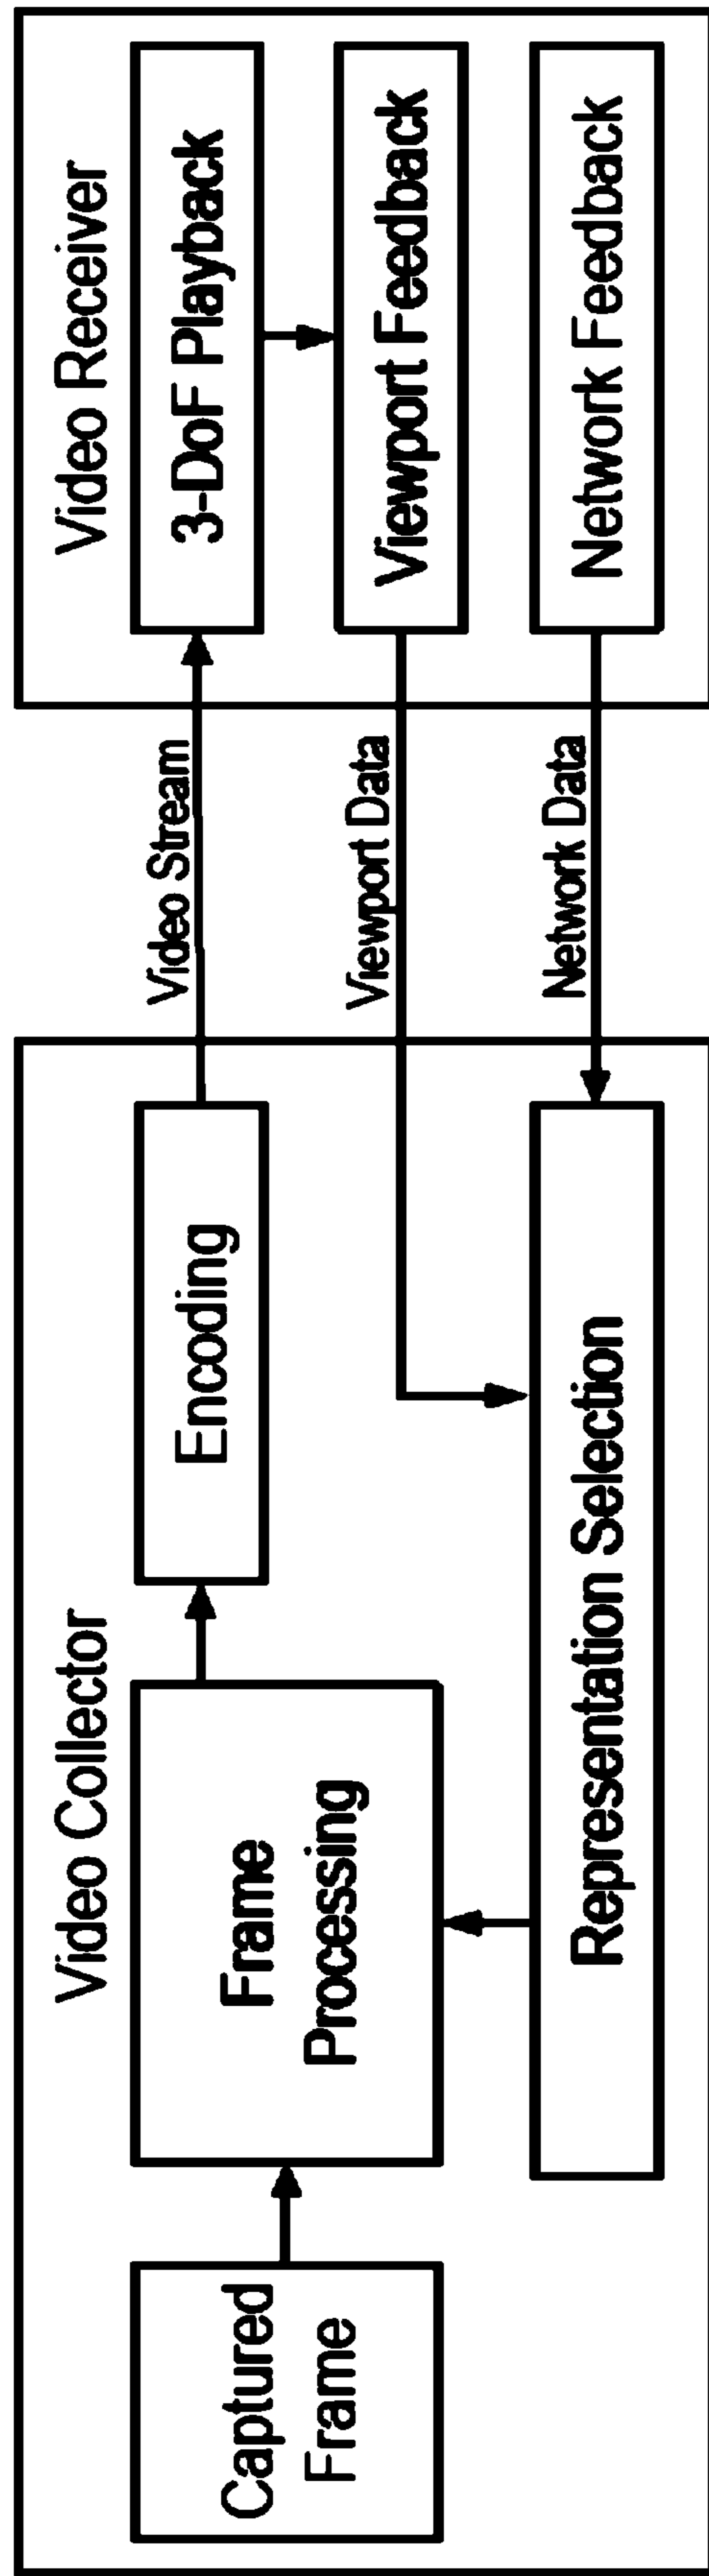 Video Collector
Captured
Frame
Frame
Processing
Encoding
Representation Selection
Video Stream
Viewport Data
Network Data
Video Receiver
3-DoF Playback
Viewport Feedback
Network Feedback